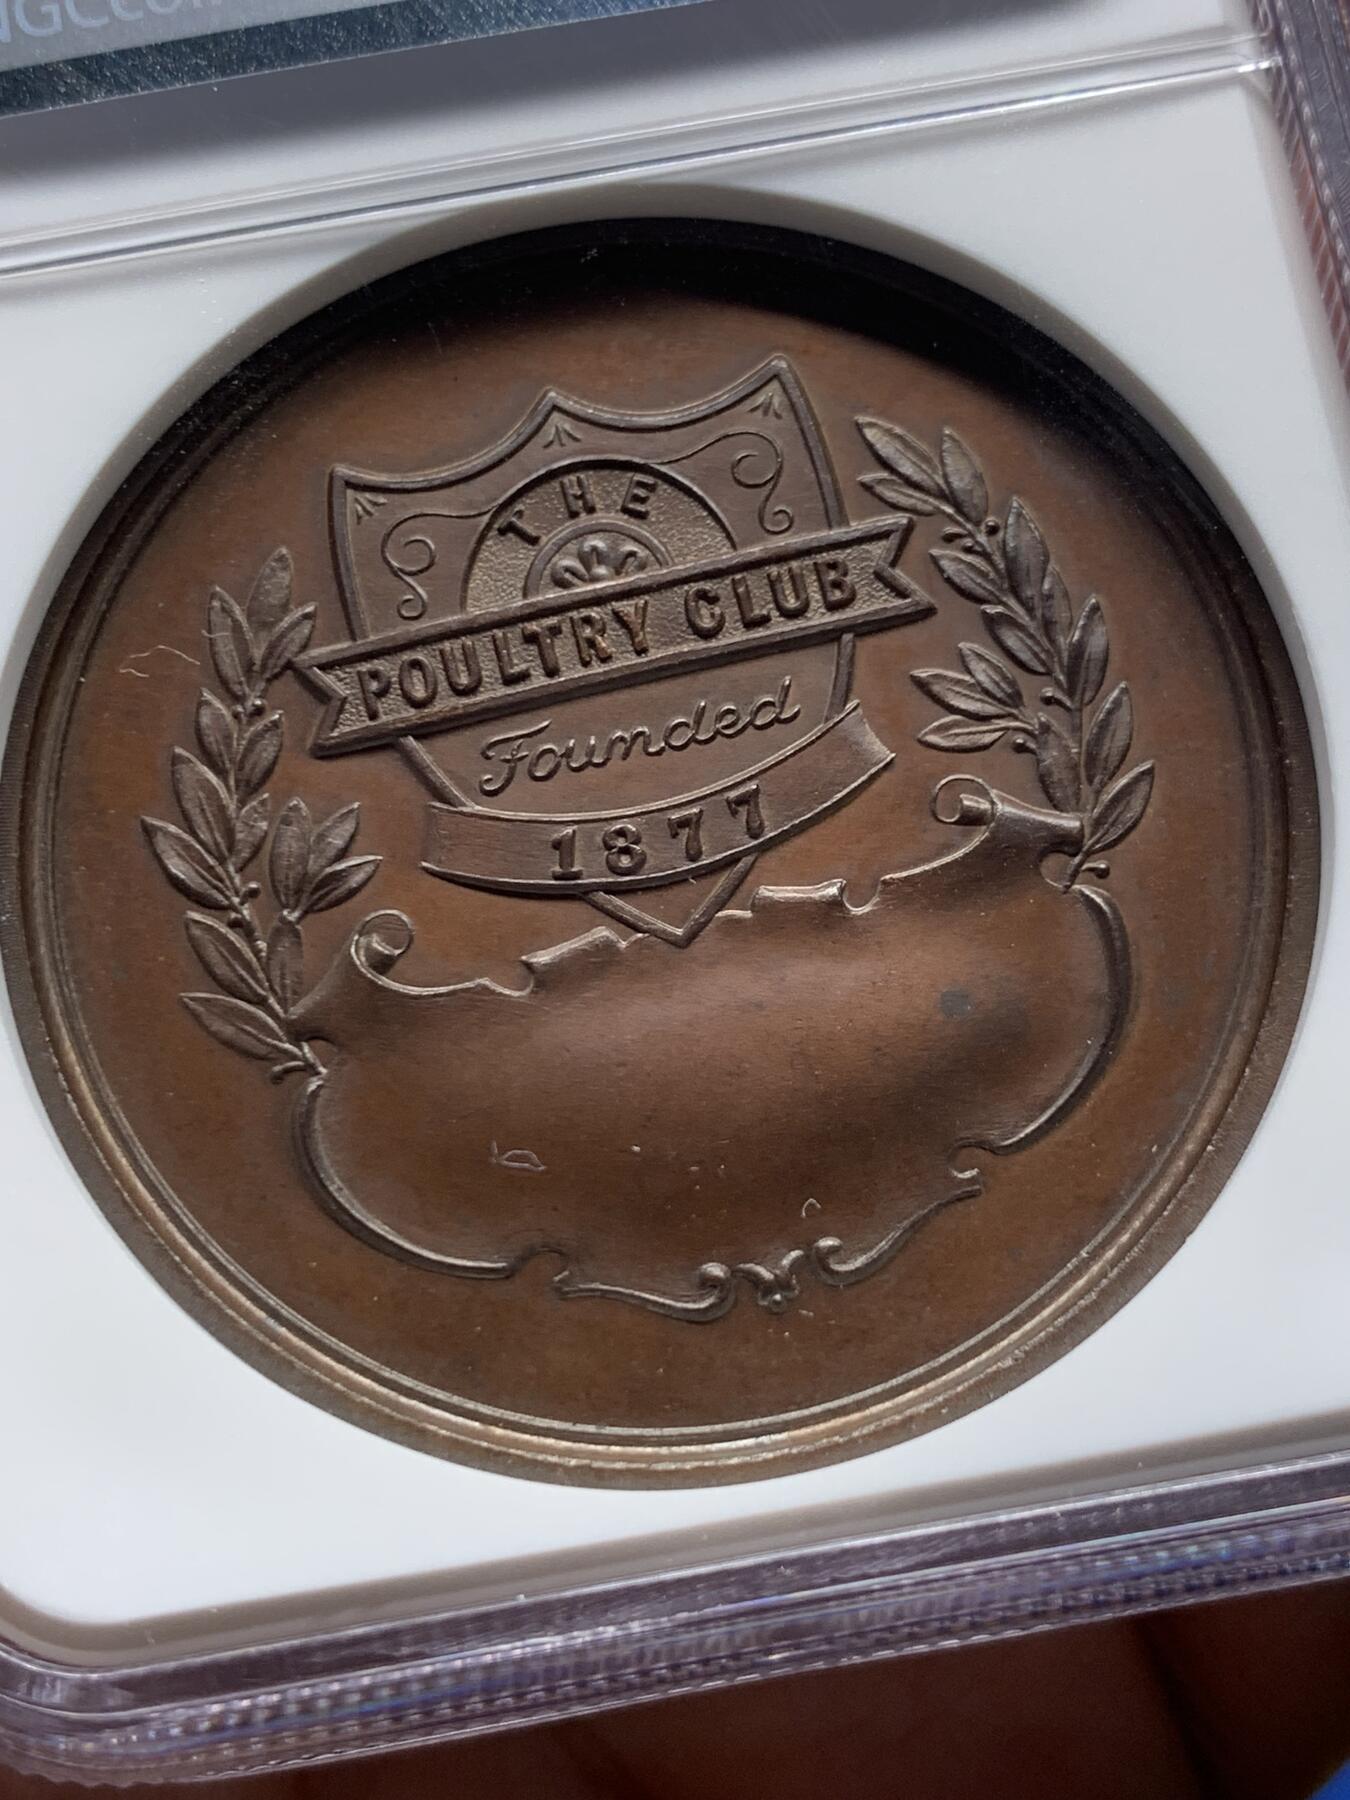 THE
POULTRY CLUB
Founded
1877